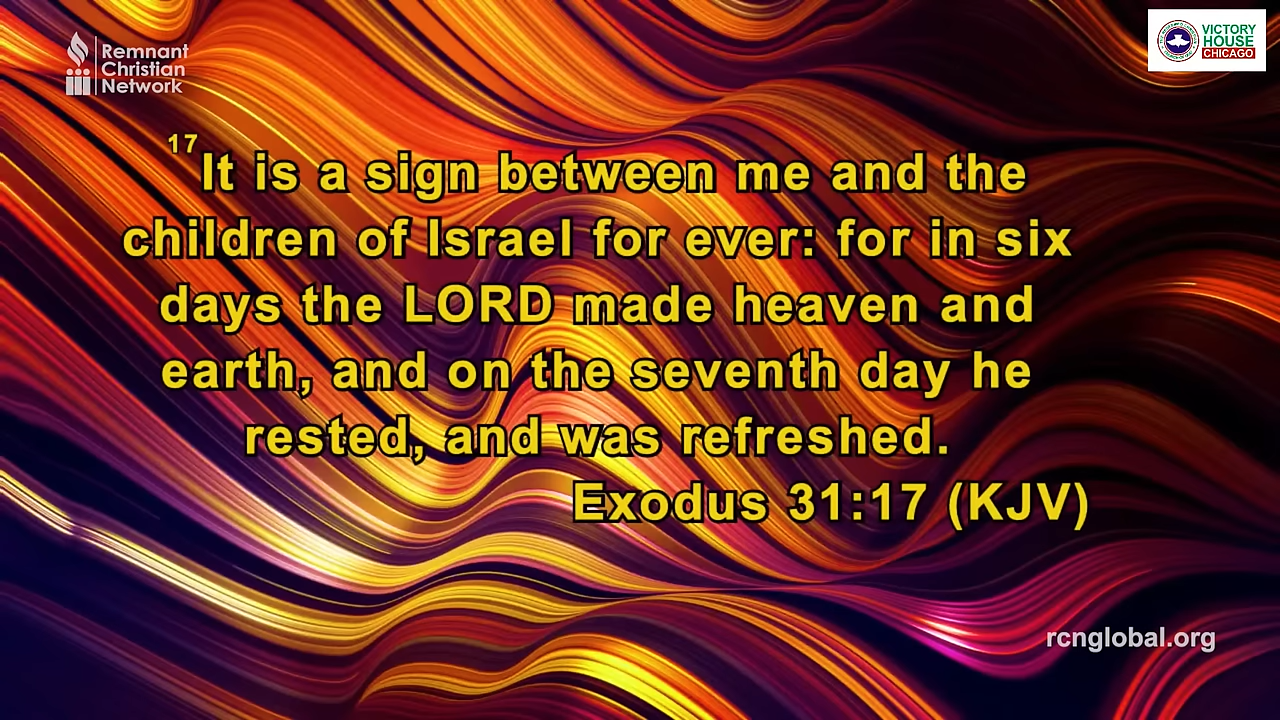 Remnant
Christian
Network
VICTORY
HOUSE
CHICAGO
17It is a sign between me and the
children of Israel for ever: for in six
days the LORD made heaven and
earth, and on the seventh day he
rested, and was refreshed.
Exodus 31:17 (KJV)
rcnglobal.org